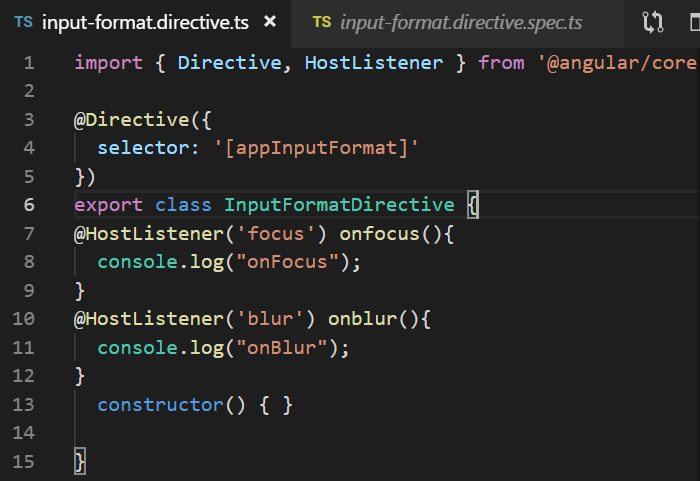 TS input-format.directive.ts × TS input-format.directive.spec.ts
1 import { Directive, HostListener } from '@angular/core
2
3 @Directive({
4   selector: '[appInputFormat]'
5 })
6 export class InputFormatDirective {
7 @HostListener('focus') onfocus(){
8   console.log("onFocus");
9 }
10 @HostListener('blur') onblur(){
11   console.log("onBlur");
12 }
13   constructor() { }
14
15 }